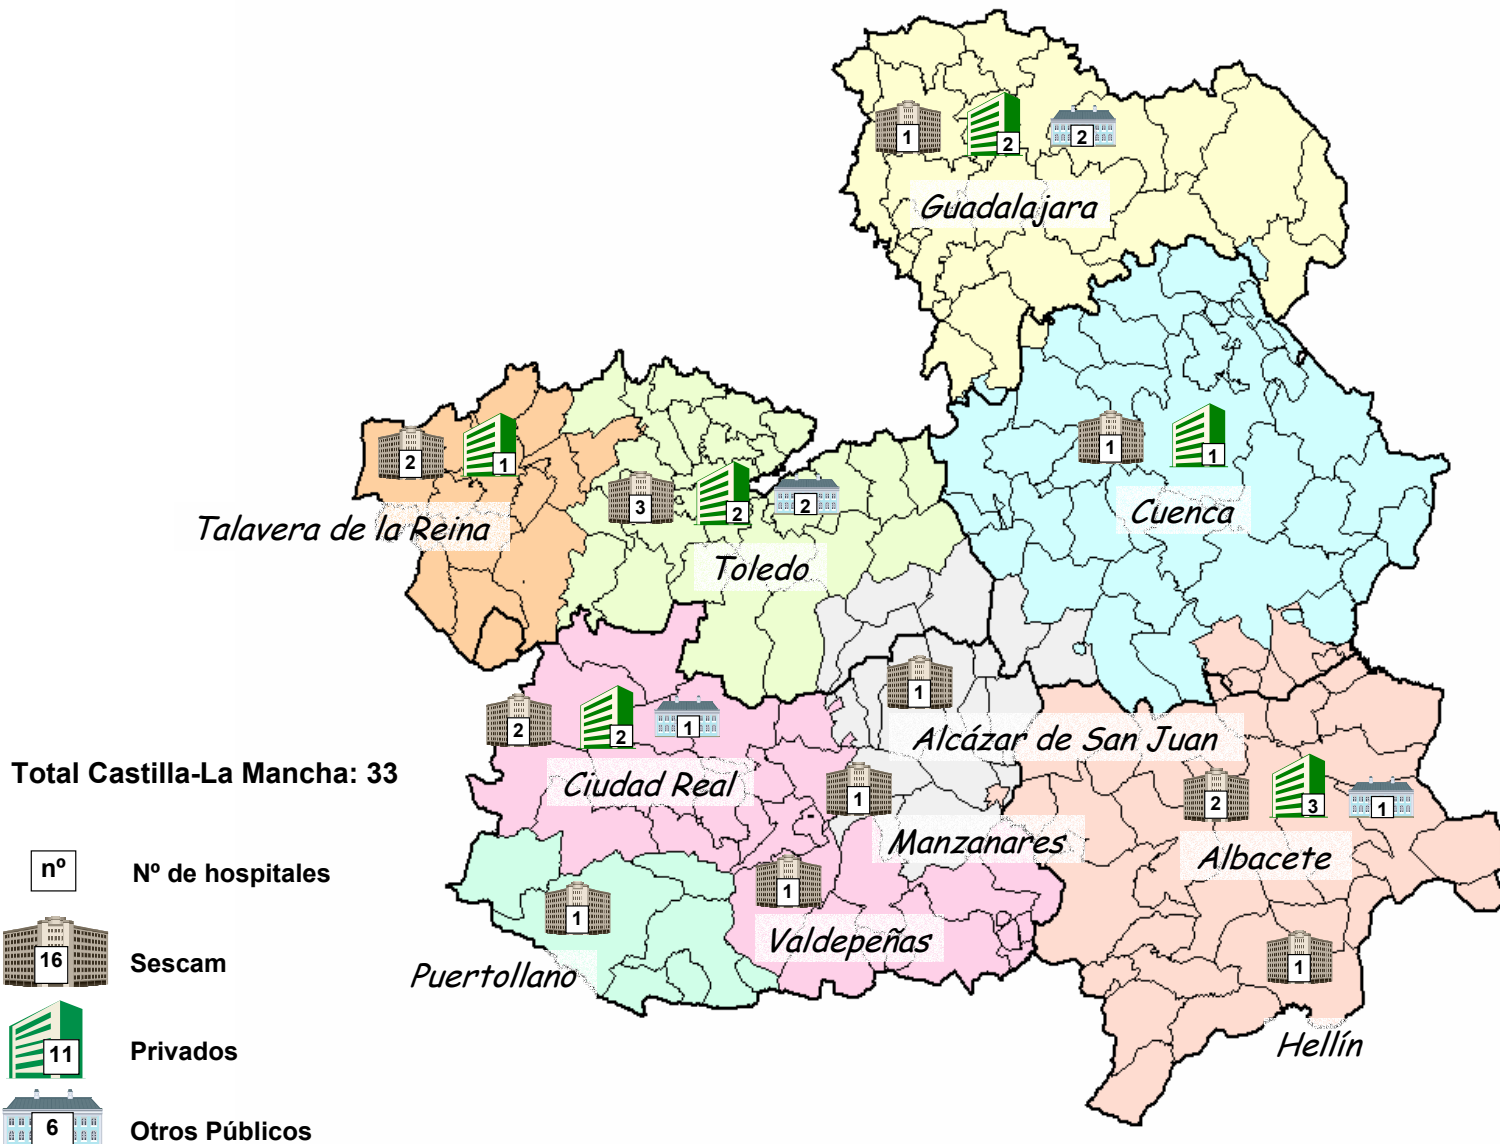 1 2 2
Guadalajara
1 1
Cuenca
2 1
Talavera de la Reina
3 2 2
Toledo
1
Alcázar de San Juan
2 2 1
Ciudad Real
1
Manzanares
2 3 1
Albacete
1
Valdepeñas
1
Puertollano
1
Hellín
Total Castilla-La Mancha: 33
nº Nº de hospitales
16 Sescam
11 Privados
6 Otros Públicos